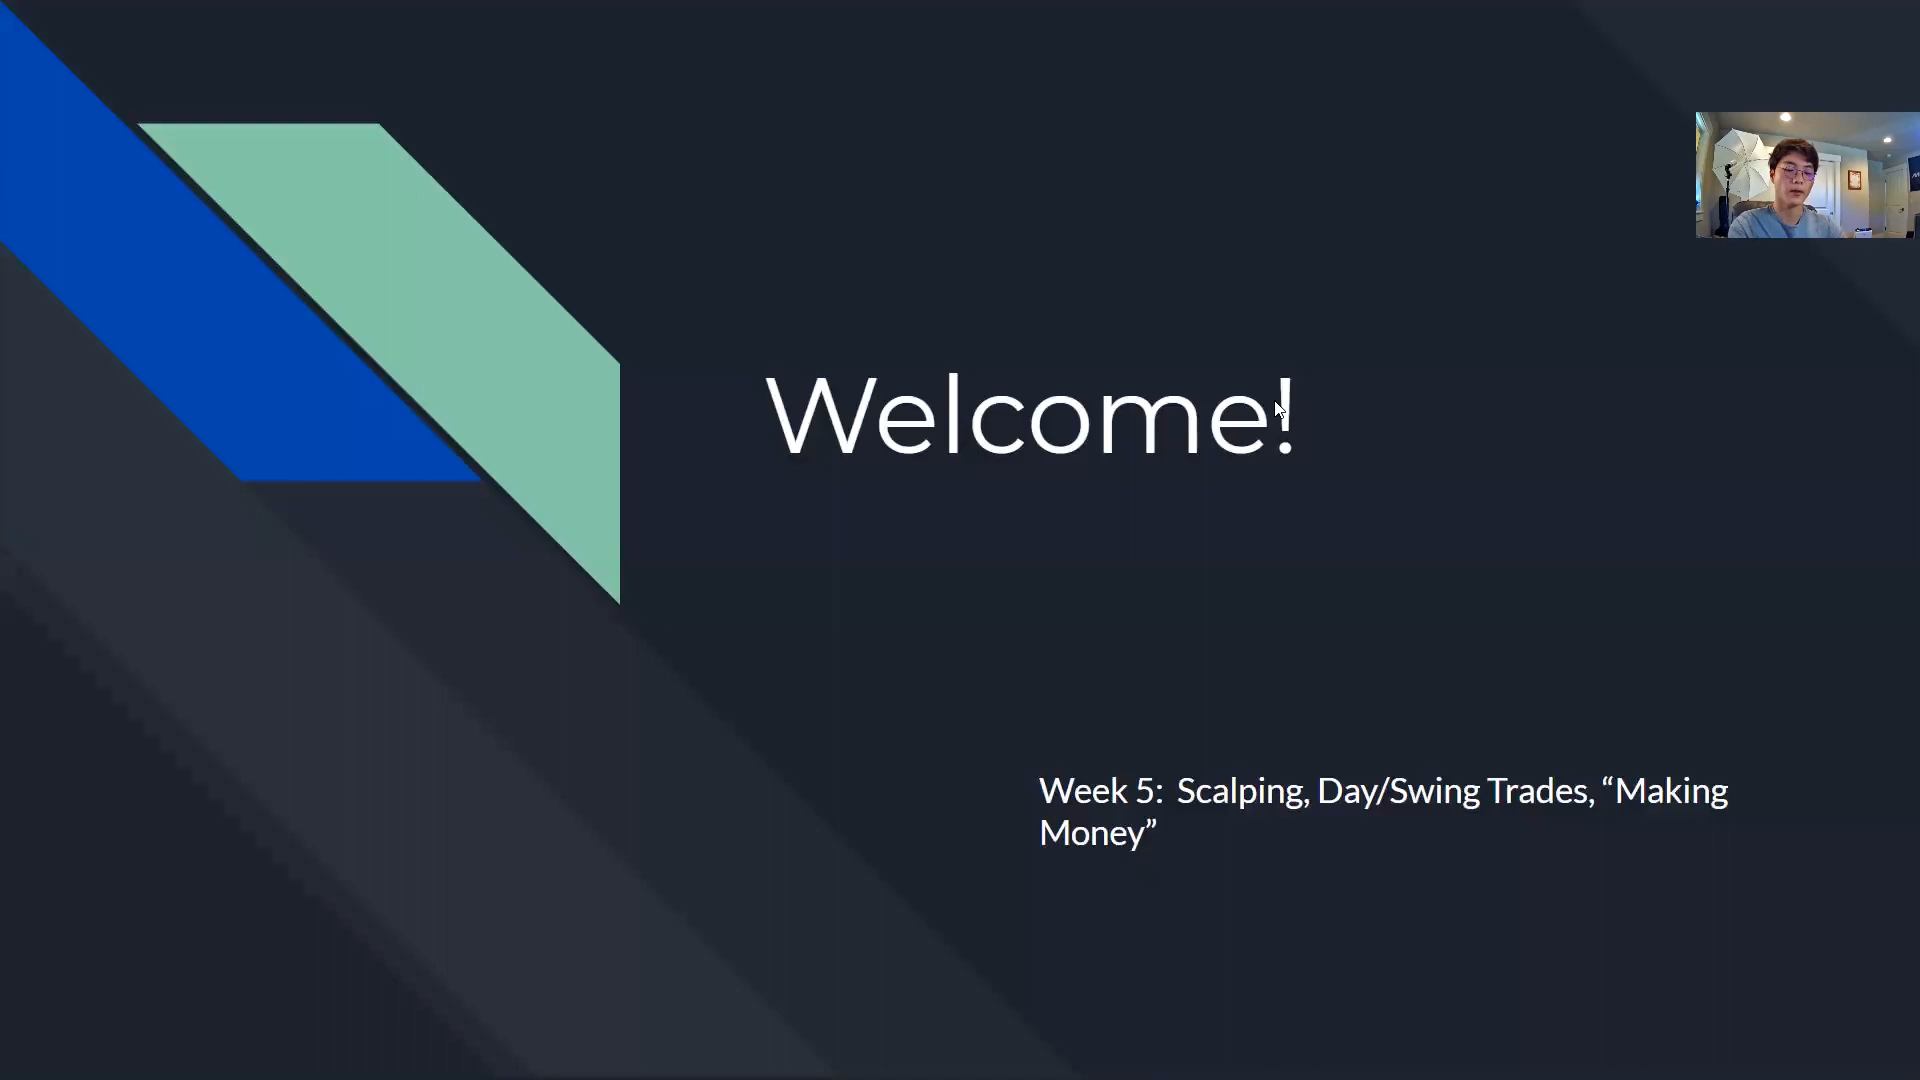 Welcome!
Week 5:  Scalping, Day/Swing Trades, “Making
Money”